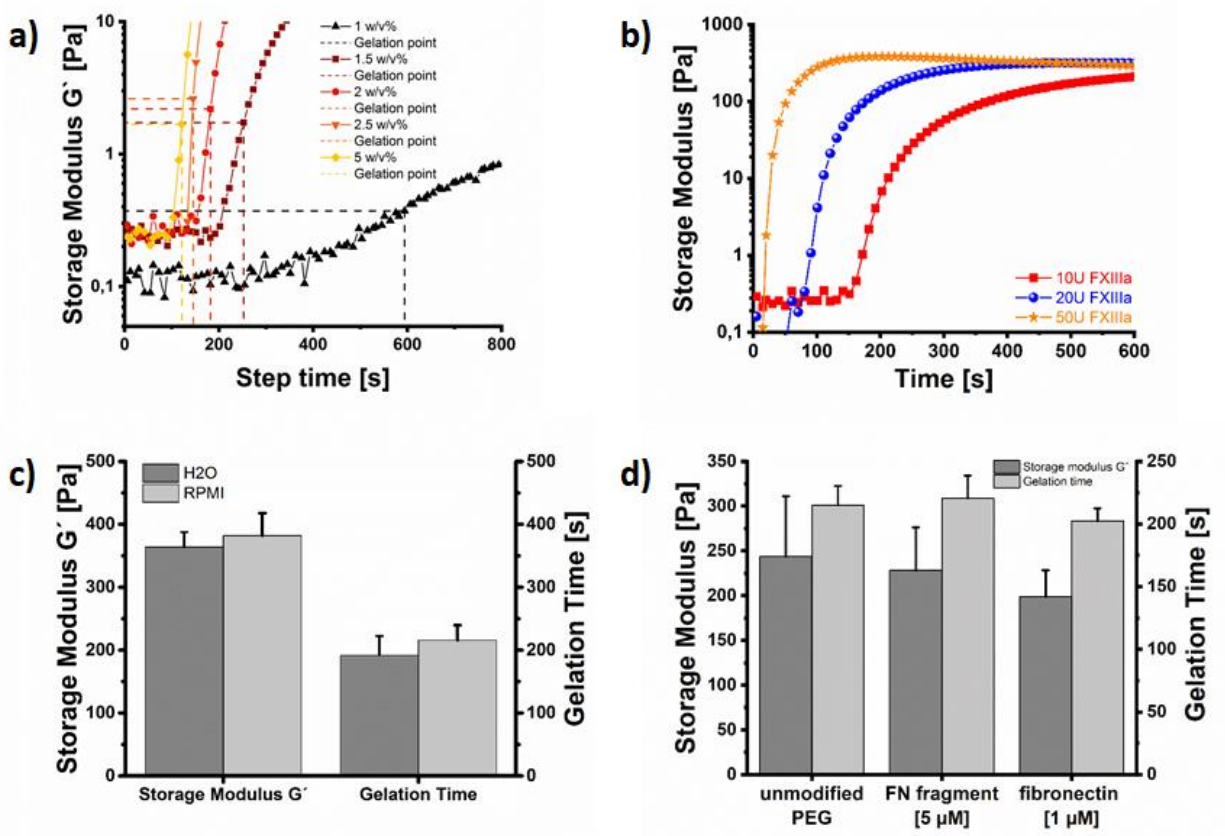 a)
Storage Modulus G` [Pa]
10
1
0,1
0
200
400
600
800
Step time [s]
1 w/v%
Gelation point
1.5 w/v%
Gelation point
2 w/v%
Gelation point
2.5 w/v%
Gelation point
5 w/v%
Gelation point
b)
Storage Modulus [Pa]
1000
100
10
1
0,1
0
100
200
300
400
500
600
Time [s]
10U FXIIIa
20U FXIIIa
50U FXIIIa
c)
Storage Modulus G´ [Pa]
500
400
300
200
100
0
H2O
RPMI
Storage Modulus G´
Gelation Time
500
400
300
200
100
0
Gelation Time [s]
d)
Storage Modulus [Pa]
350
300
250
200
150
100
50
0
Storage modulus G´
Gelation time
unmodified
PEG
FN fragment
[5 µM]
fibronectin
[1 µM]
250
200
150
100
50
0
Gelation Time [s]